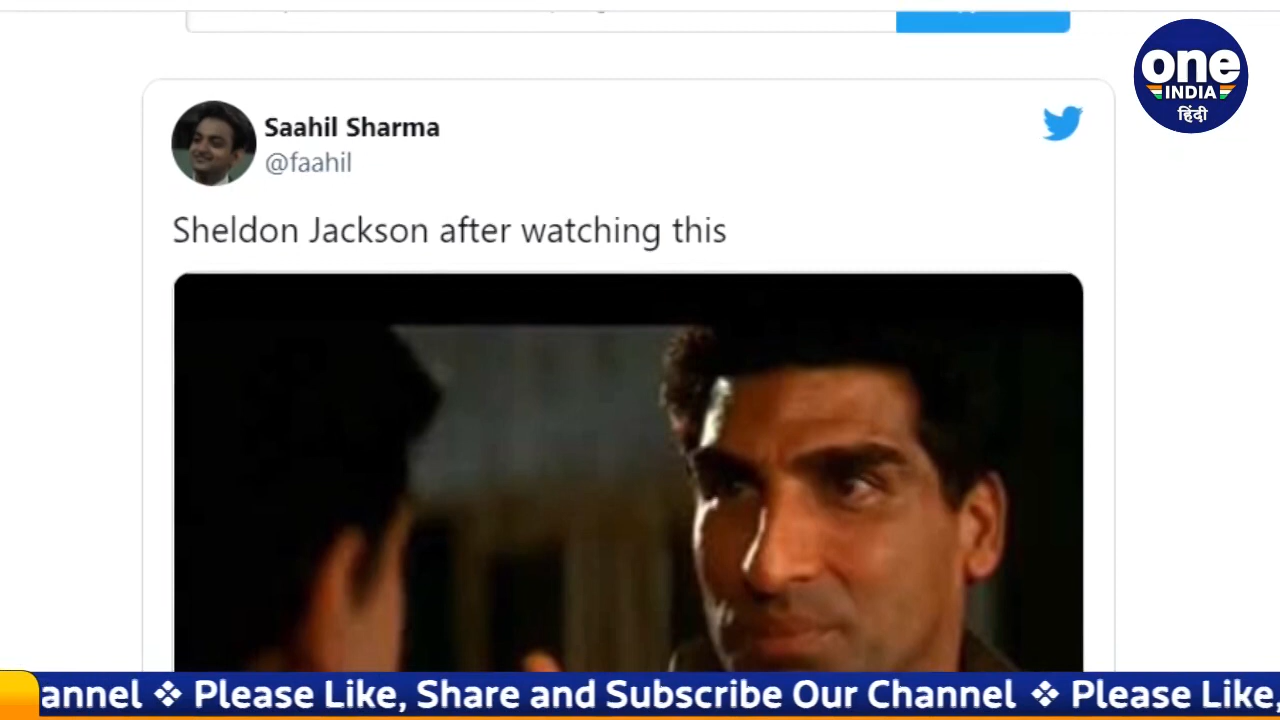 one
INDIA
हिंदी
Saahil Sharma
@faahil
Sheldon Jackson after watching this
annel ❖ Please Like, Share and Subscribe Our Channel ❖ Please Like,